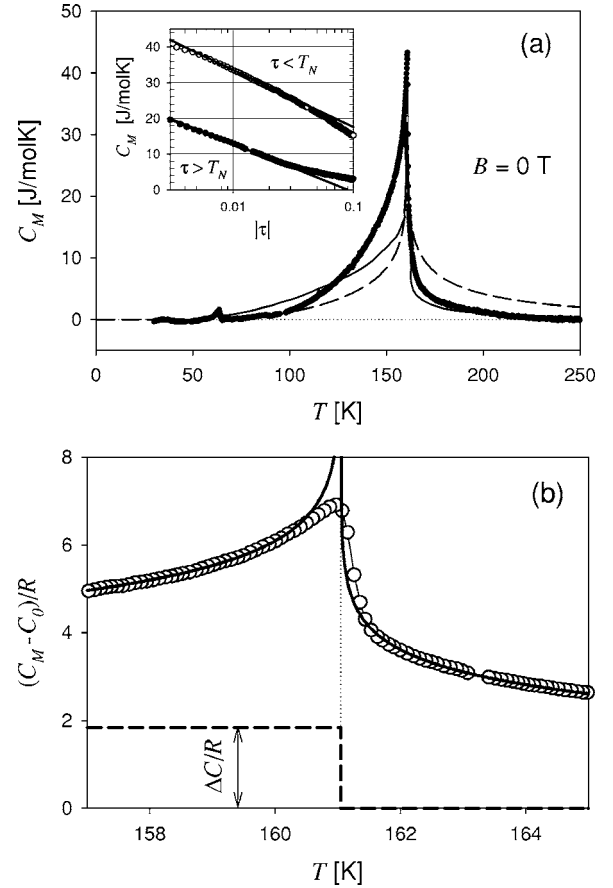 (a)
50
40
30
20
10
0
C_M [J/molK]
B = 0 T
0 50 100 150 200 250
T [K]
40
30
20
10
0
C_M [J/molK]
τ < T_N
τ > T_N
0.01 0.1
|τ|
(b)
8
6
4
2
0
(C_M - C_0)/R
ΔC/R
158 160 162 164
T [K]